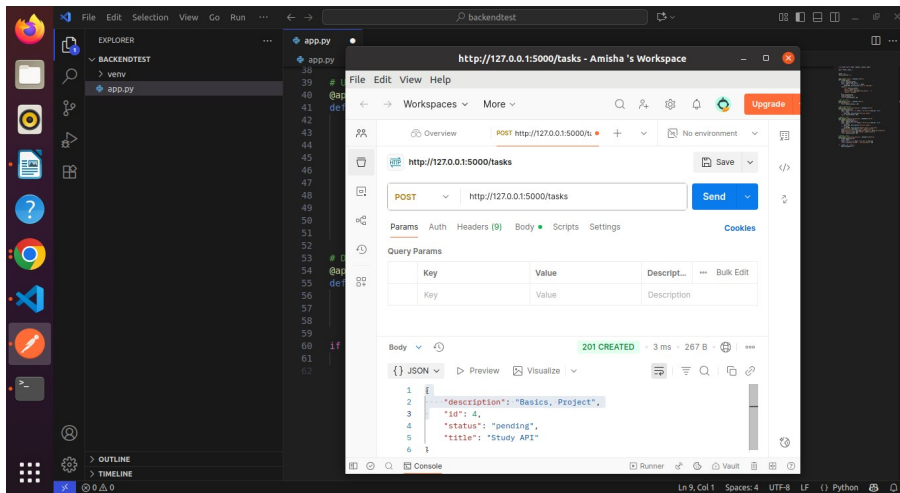 File Edit Selection View Go Run ···
backendtest
EXPLORER ···
BACKENDTEST
venv
app.py
OUTLINE
TIMELINE
app.py
app.py
38
39 # U
40 @ap
41 def
42
43
44
45
46
47
48
49
50
51
52
53 # D
54 @ap
55 def
56
57
58
59
60 if
61
62
http://127.0.0.1:5000/tasks - Amisha 's Workspace
File Edit View Help
Workspaces More Upgrade
Overview POST http://127.0.0.1:5000/t No environment
HTTP http://127.0.0.1:5000/tasks Save
POST http://127.0.0.1:5000/tasks Send
Params Auth Headers (9) Body Scripts Settings Cookies
Query Params
Key Value Descript... ··· Bulk Edit
Key Value Description
Body 201 CREATED 3 ms 267 B ···
{} JSON Preview Visualize
1 {
2 "description": "Basics, Project",
3 "id": 4,
4 "status": "pending",
5 "title": "Study API"
6 }
Console Runner Vault
0 0 Ln 9, Col 1 Spaces: 4 UTF-8 LF {} Python